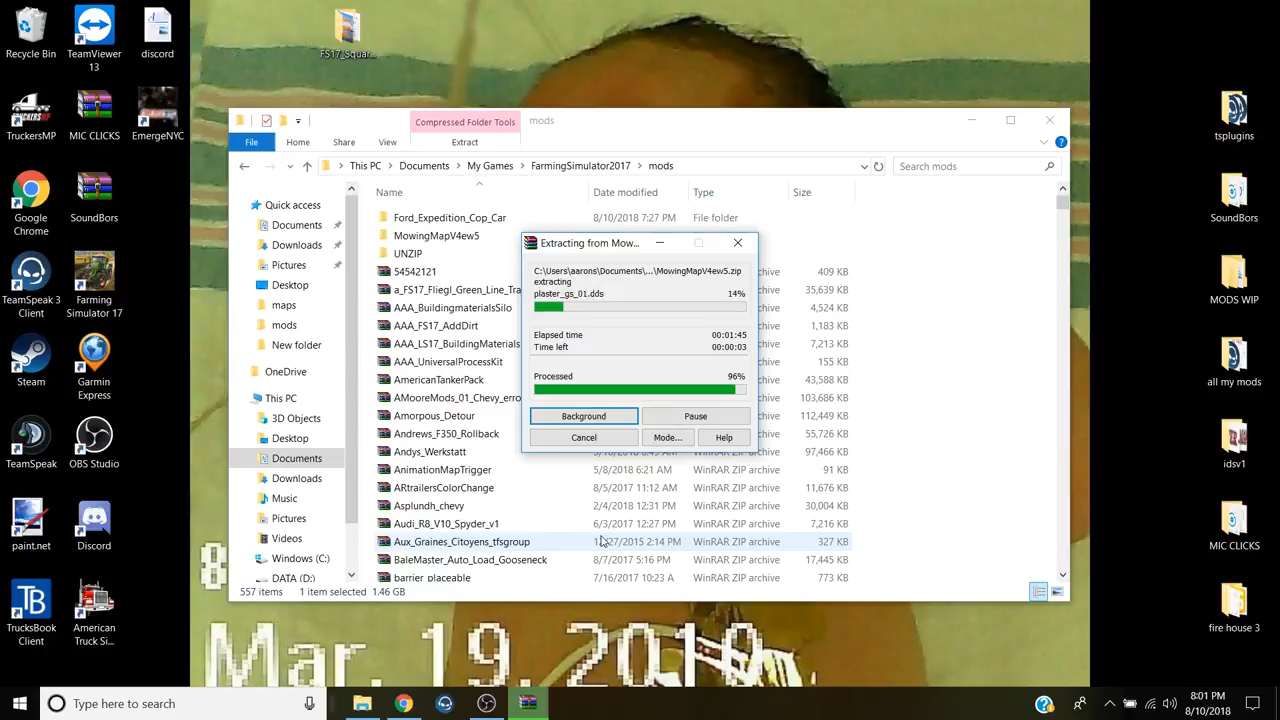 Recycle Bin
TeamViewer
13
discord
FS17_Squar...
TruckersMP
MIC CLICKS
EmergeNYC
Google
Chrome
SoundBors
TeamSpeak 3
Client
Farming
Simulator 17
Steam
Garmin
Express
TeamSpeak
OBS Studio
paint.net
Discord
TrucksBook
Client
American
Truck Si...
Compressed Folder Tools
mods
File
Home
Share
View
Extract
This PC
Documents
My Games
FarmingSimulator2017
mods
Search mods
Quick access
Documents
Downloads
Pictures
Desktop
maps
mods
New folder
OneDrive
This PC
3D Objects
Desktop
Documents
Downloads
Music
Pictures
Videos
Windows (C:)
DATA (D:)
Name Date modified Type Size
Ford_Expedition_Cop_Car 8/10/2018 7:27 PM File folder
MowingMapV4ew5
UNZIP
54542121 409 KB
a_FS17_Fliegl_Green_Line_Tra 35,639 KB
AAA_BuildingmaterialsSilo 4,524 KB
AAA_FS17_AddDirt 1,183 KB
AAA_LS17_BuildingMaterials 7,213 KB
AAA_UniversalProcessKit 155 KB
AmericanTankerPack 43,588 KB
AMooreMods_01_Chevy_erro 103,686 KB
Amorpous_Detour 112,449 KB
Andrews_F350_Rollback 55,726 KB
Andys_Werkstatt WinRAR ZIP archive 97,466 KB
AnimationMapTrigger 5/8/2018 6:21 AM WinRAR ZIP archive 91 KB
ARtrailersColorChange 8/5/2017 11:12 AM WinRAR ZIP archive 11,676 KB
Asplundh_chevy 2/4/2018 12:31 PM WinRAR ZIP archive 30,004 KB
Audi_R8_V10_Spyder_v1 6/3/2017 12:27 PM WinRAR ZIP archive 7,216 KB
Aux_Graines_Citoyens_tfsgroup 27/2015 2:14 PM WinRAR ZIP archive 327 KB
BaleMaster_Auto_Load_Gooseneck 8/7/2017 5:16 PM WinRAR ZIP archive
barrier_placeable 7/16/2017 10:23 A WinRAR ZIP archive 773 KB
557 items 1 item selected 1.46 GB
Extracting from Mow...
C:\Users\aarons\Documents\...\MowingMapV4ew5.zip
extracting
plaster_gs_01.dds 14%
Elapsed time 00:01:45
Time left 00:00:03
Processed 96%
Background
Pause
Cancel
Mode...
Help
tsplugins
SoundBors
MODS WIP
all my mods
idsv1
MIC CLICKS
fire house 3
8
Mar. 19. 2018
Type here to search
8:01 PM
8/10/2018